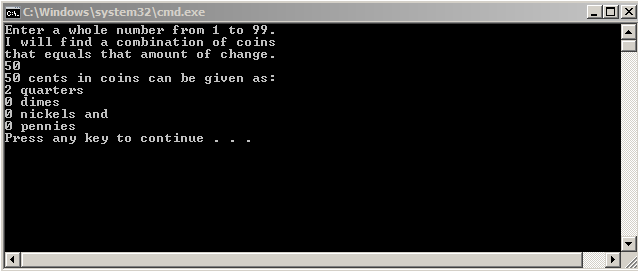 C:\Windows\system32\cmd.exe
Enter a whole number from 1 to 99.
I will find a combination of coins
that equals that amount of change.
50
50 cents in coins can be given as:
2 quarters
0 dimes
0 nickels and
0 pennies
Press any key to continue . . .